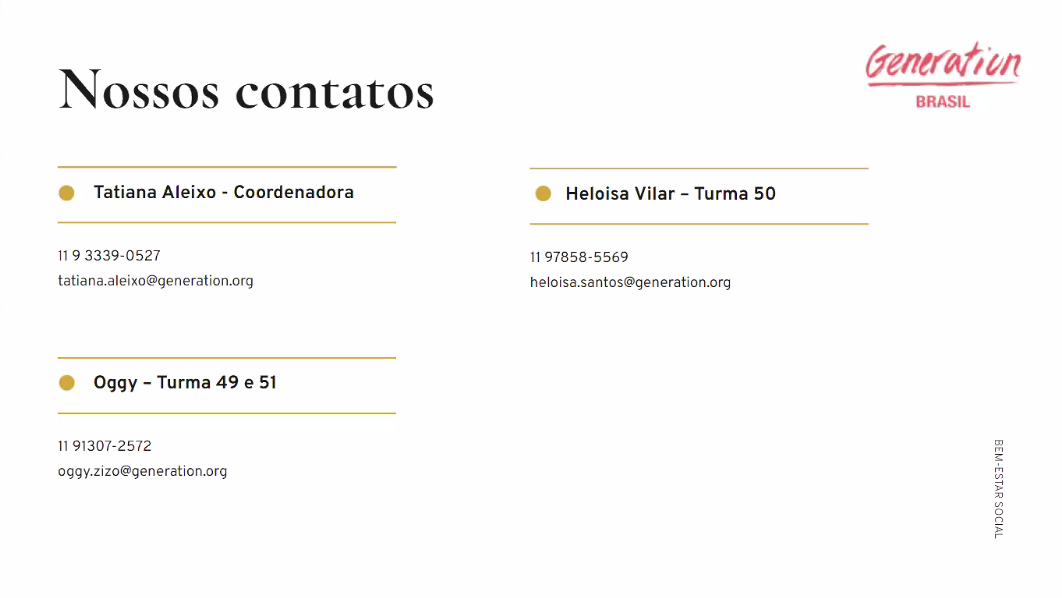 Nossos contatos
Generation
BRASIL
Tatiana Aleixo - Coordenadora
11 9 3339-0527
tatiana.aleixo@generation.org
Heloisa Vilar – Turma 50
11 97858-5569
heloisa.santos@generation.org
Oggy – Turma 49 e 51
11 91307-2572
oggy.zizo@generation.org
BEM-ESTAR SOCIAL